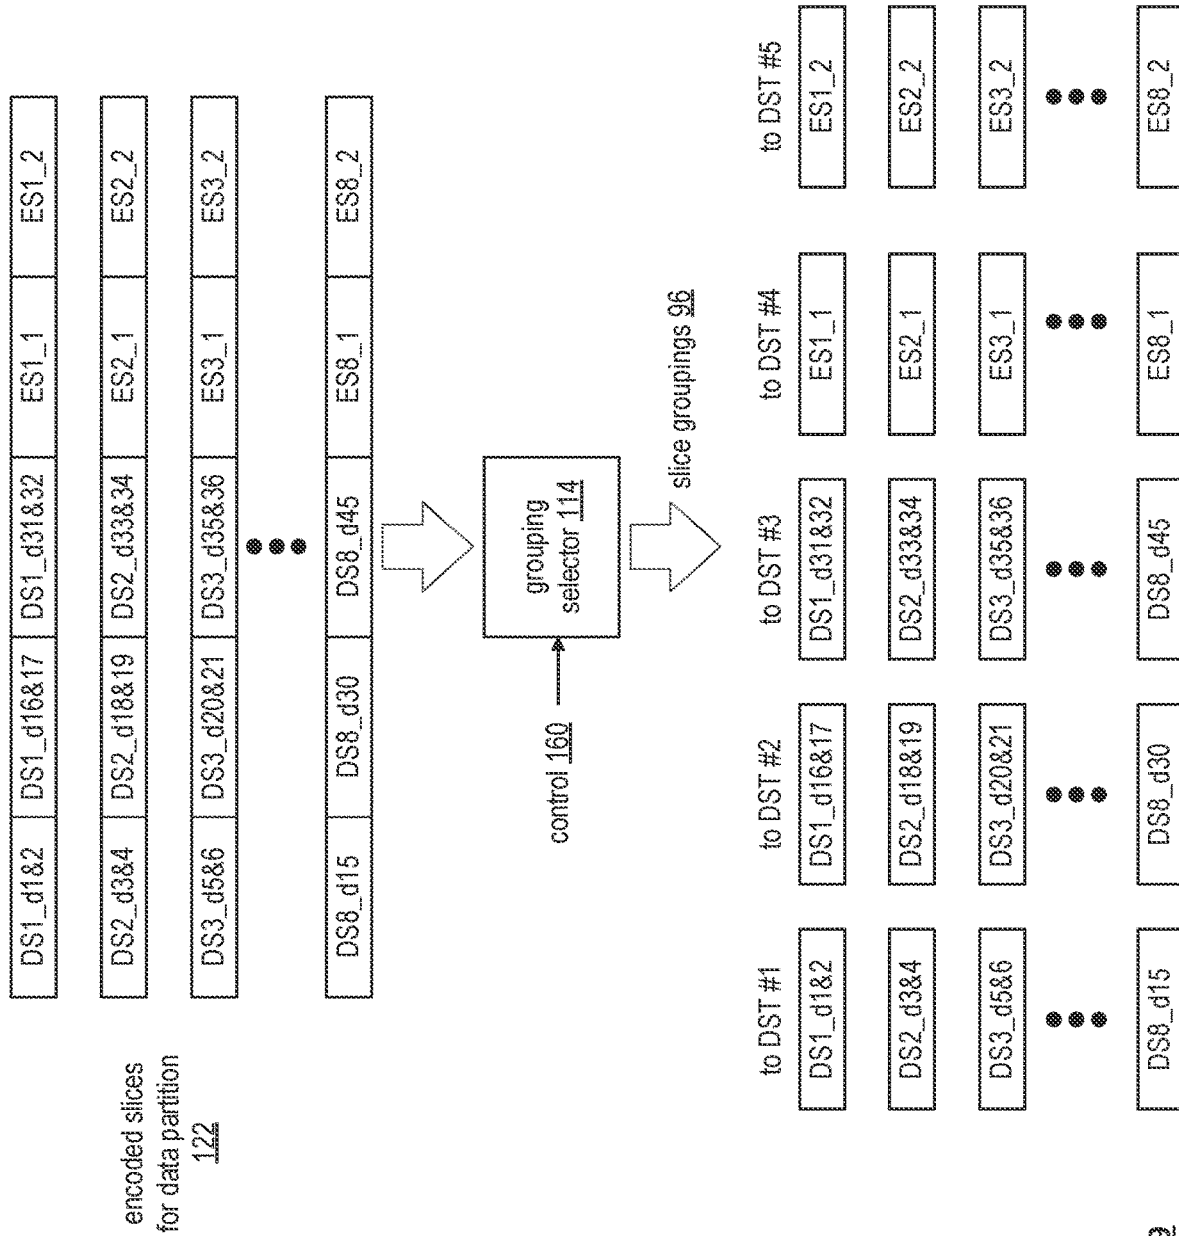 encoded slices
for data partition
122
DS1_d1&2 DS1_d16&17 DS1_d31&32 ES1_1 ES1_2
DS2_d3&4 DS2_d18&19 DS2_d33&34 ES2_1 ES2_2
DS3_d5&6 DS3_d20&21 DS3_d35&36 ES3_1 ES3_2
DS8_d15 DS8_d30 DS8_d45 ES8_1 ES8_2
control 160
grouping
selector 114
slice groupings 96
to DST #1 to DST #2 to DST #3 to DST #4 to DST #5
DS1_d1&2 DS1_d16&17 DS1_d31&32 ES1_1 ES1_2
DS2_d3&4 DS2_d18&19 DS2_d33&34 ES2_1 ES2_2
DS3_d5&6 DS3_d20&21 DS3_d35&36 ES3_1 ES3_2
DS8_d15 DS8_d30 DS8_d45 ES8_1 ES8_2